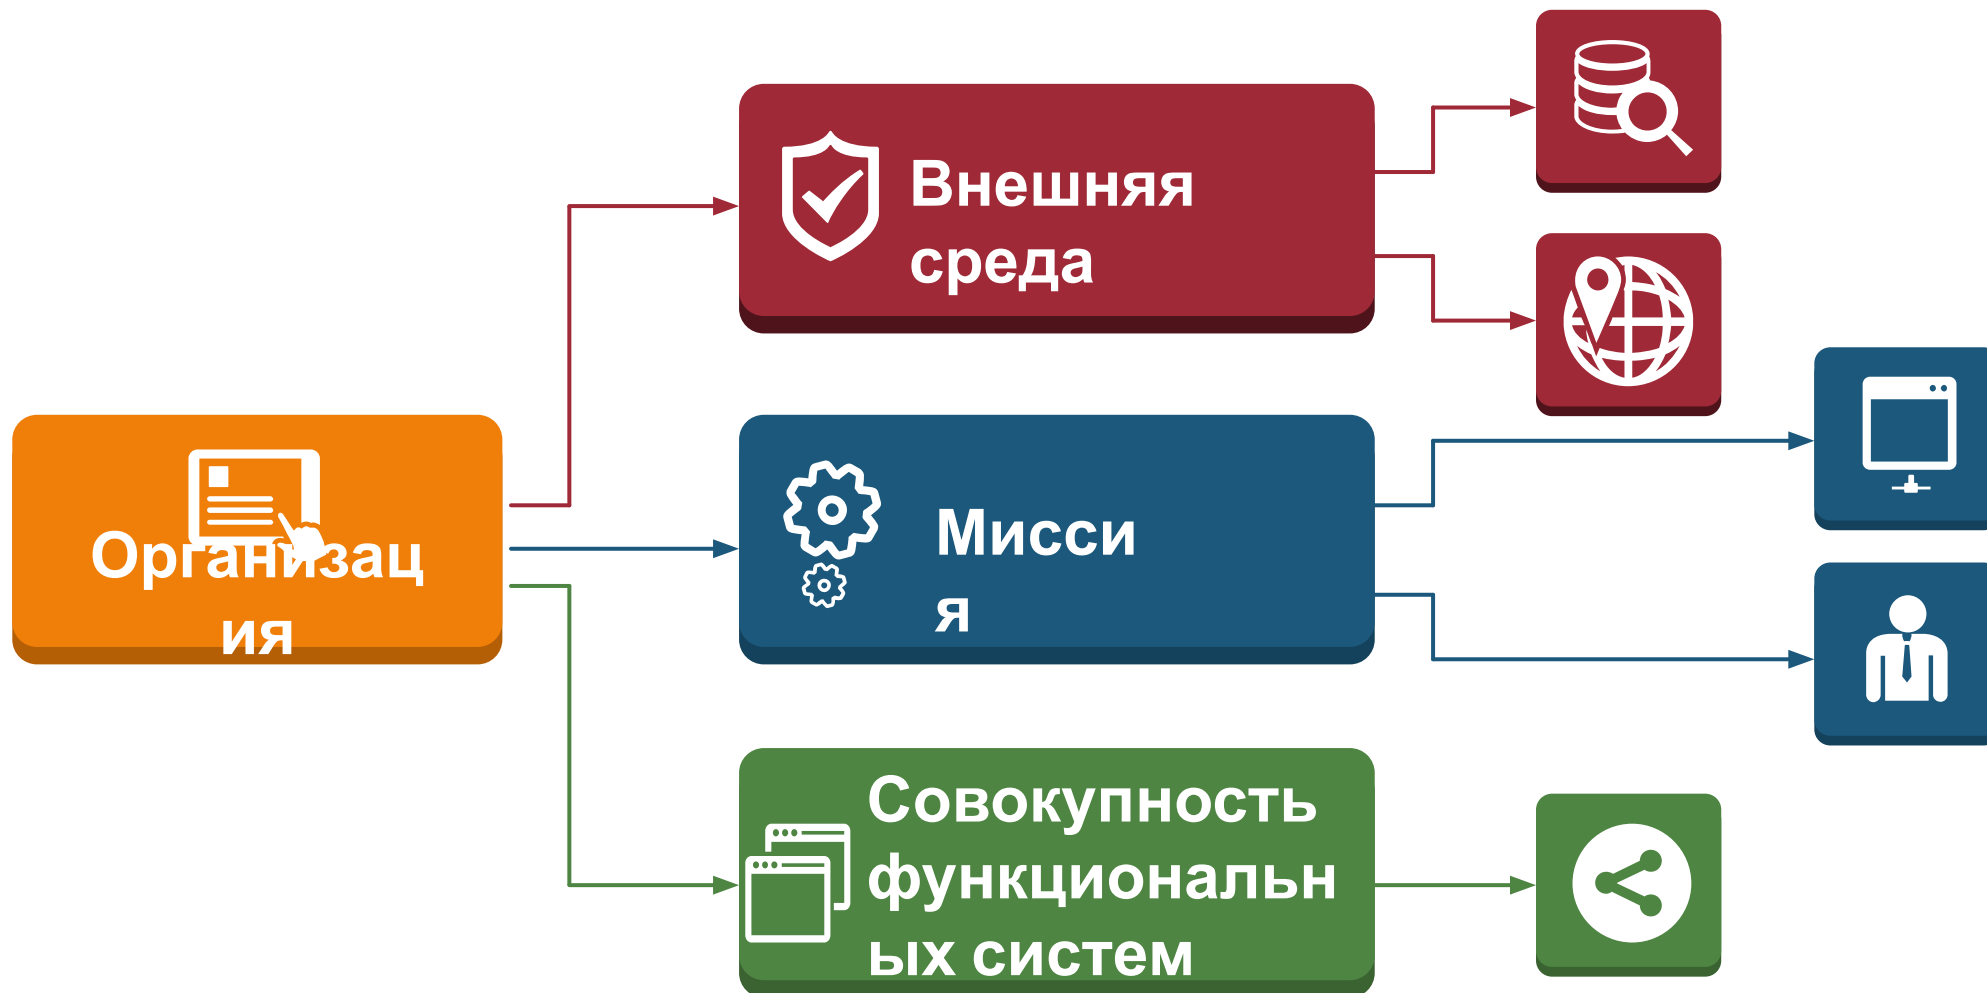 Внешняя
среда
Организац
ия
Мисси
я
Совокупность
функциональн
ых систем